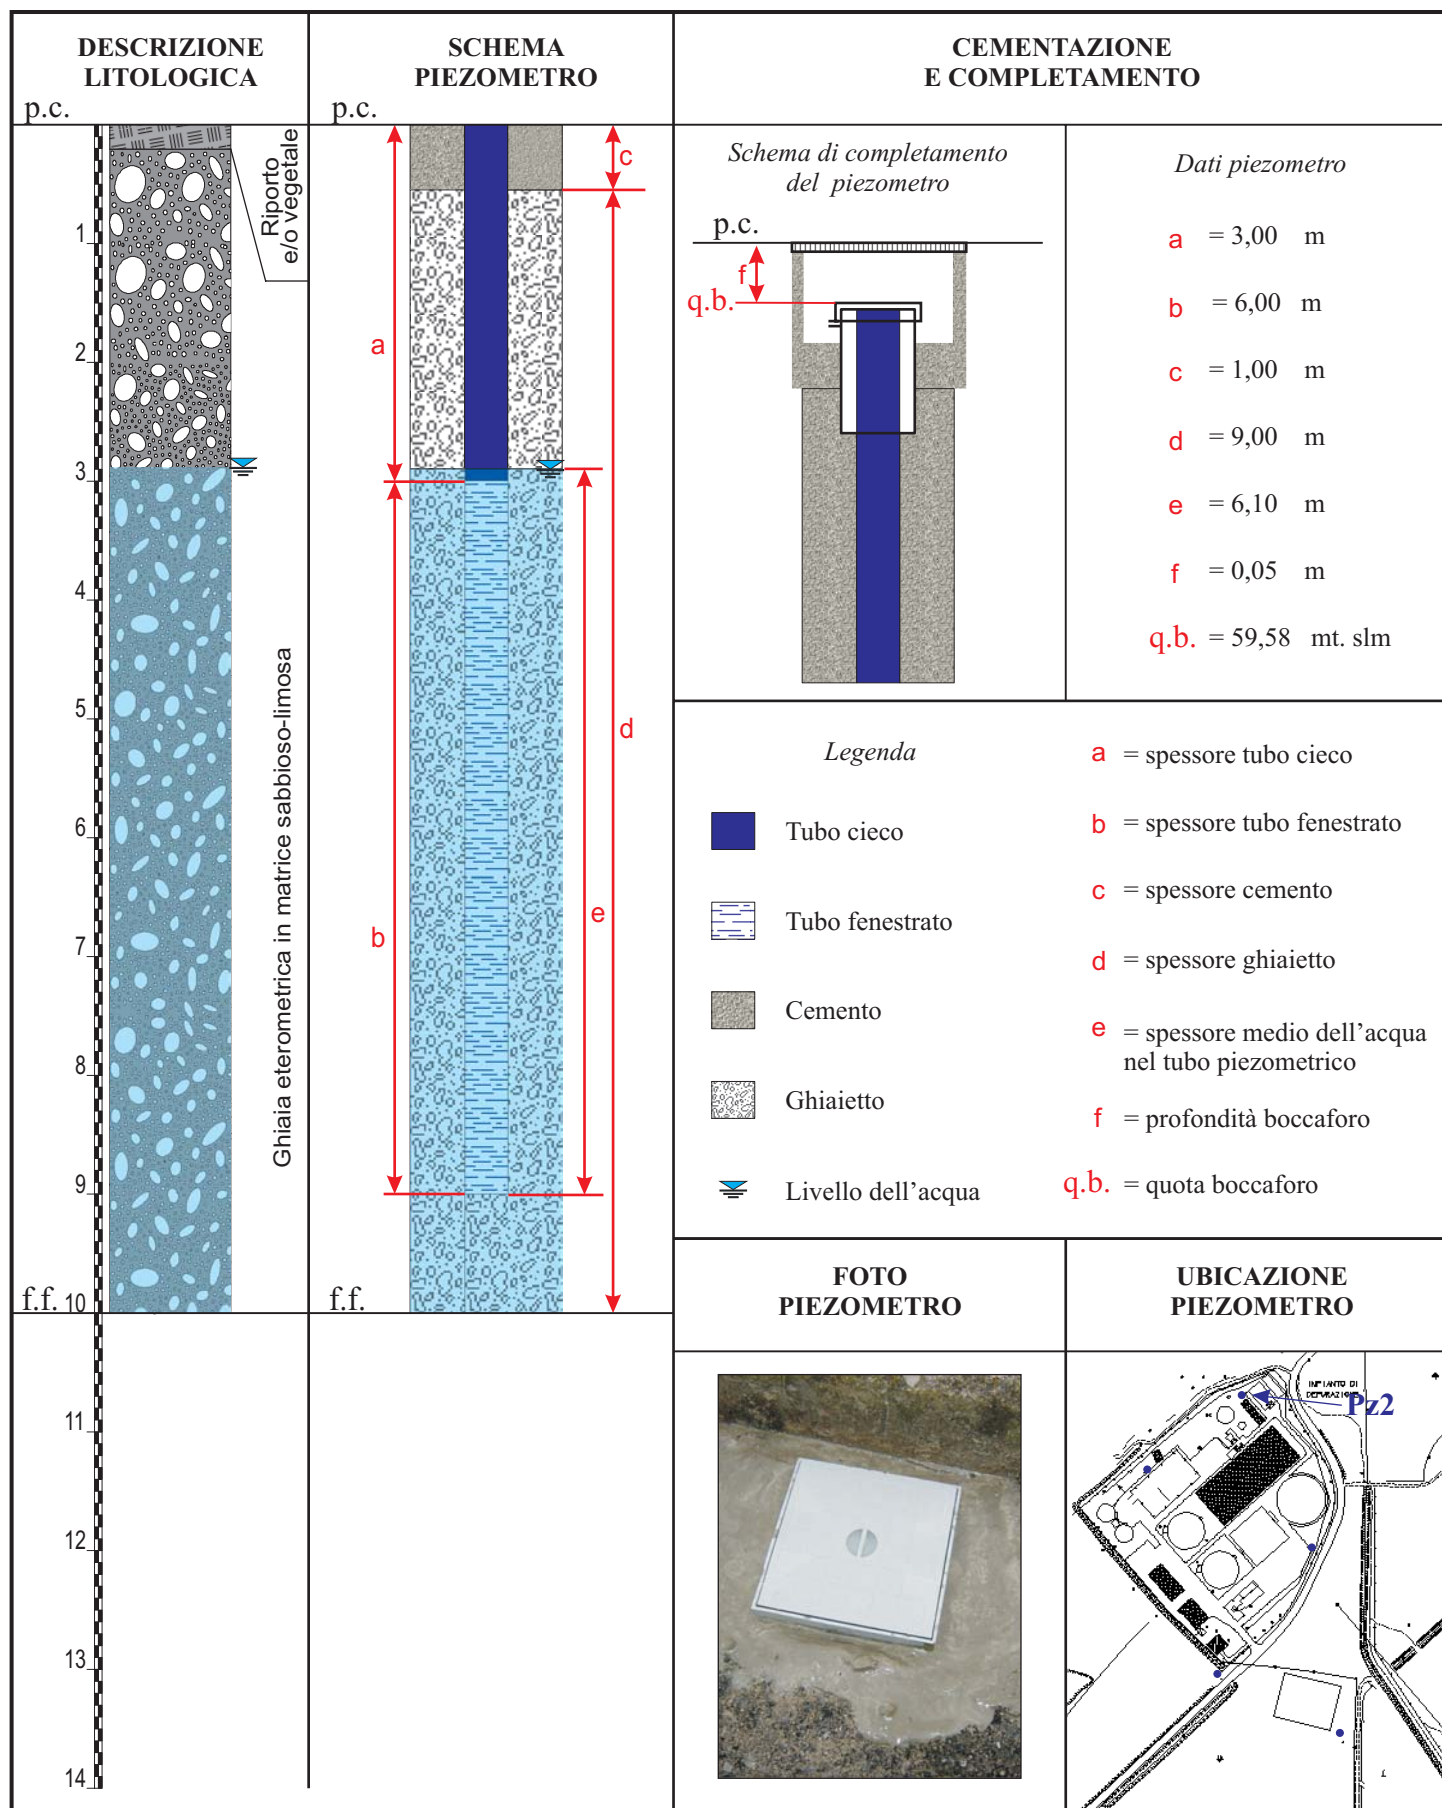 DESCRIZIONE
LITOLOGICA
SCHEMA
PIEZOMETRO
CEMENTAZIONE
E COMPLETAMENTO
p.c.
Riporto
e/o vegetale
1
2
3
4
5
6
7
8
9
f.f. 10
11
12
13
14
Ghiaia eterometrica in matrice sabbioso-limosa
p.c.
c
a
d
e
b
f.f.
Schema di completamento
del piezometro
p.c.
f
q.b.
Dati piezometro
a = 3,00 m
b = 6,00 m
c = 1,00 m
d = 9,00 m
e = 6,10 m
f = 0,05 m
q.b. = 59,58 mt. slm
Legenda
Tubo cieco
Tubo fenestrato
Cemento
Ghiaietto
Livello dell'acqua
a = spessore tubo cieco
b = spessore tubo fenestrato
c = spessore cemento
d = spessore ghiaietto
e = spessore medio dell'acqua
nel tubo piezometrico
f = profondità boccaforo
q.b. = quota boccaforo
FOTO
PIEZOMETRO
UBICAZIONE
PIEZOMETRO
IMPIANTO DI
DEPURAZIONE
Pz2